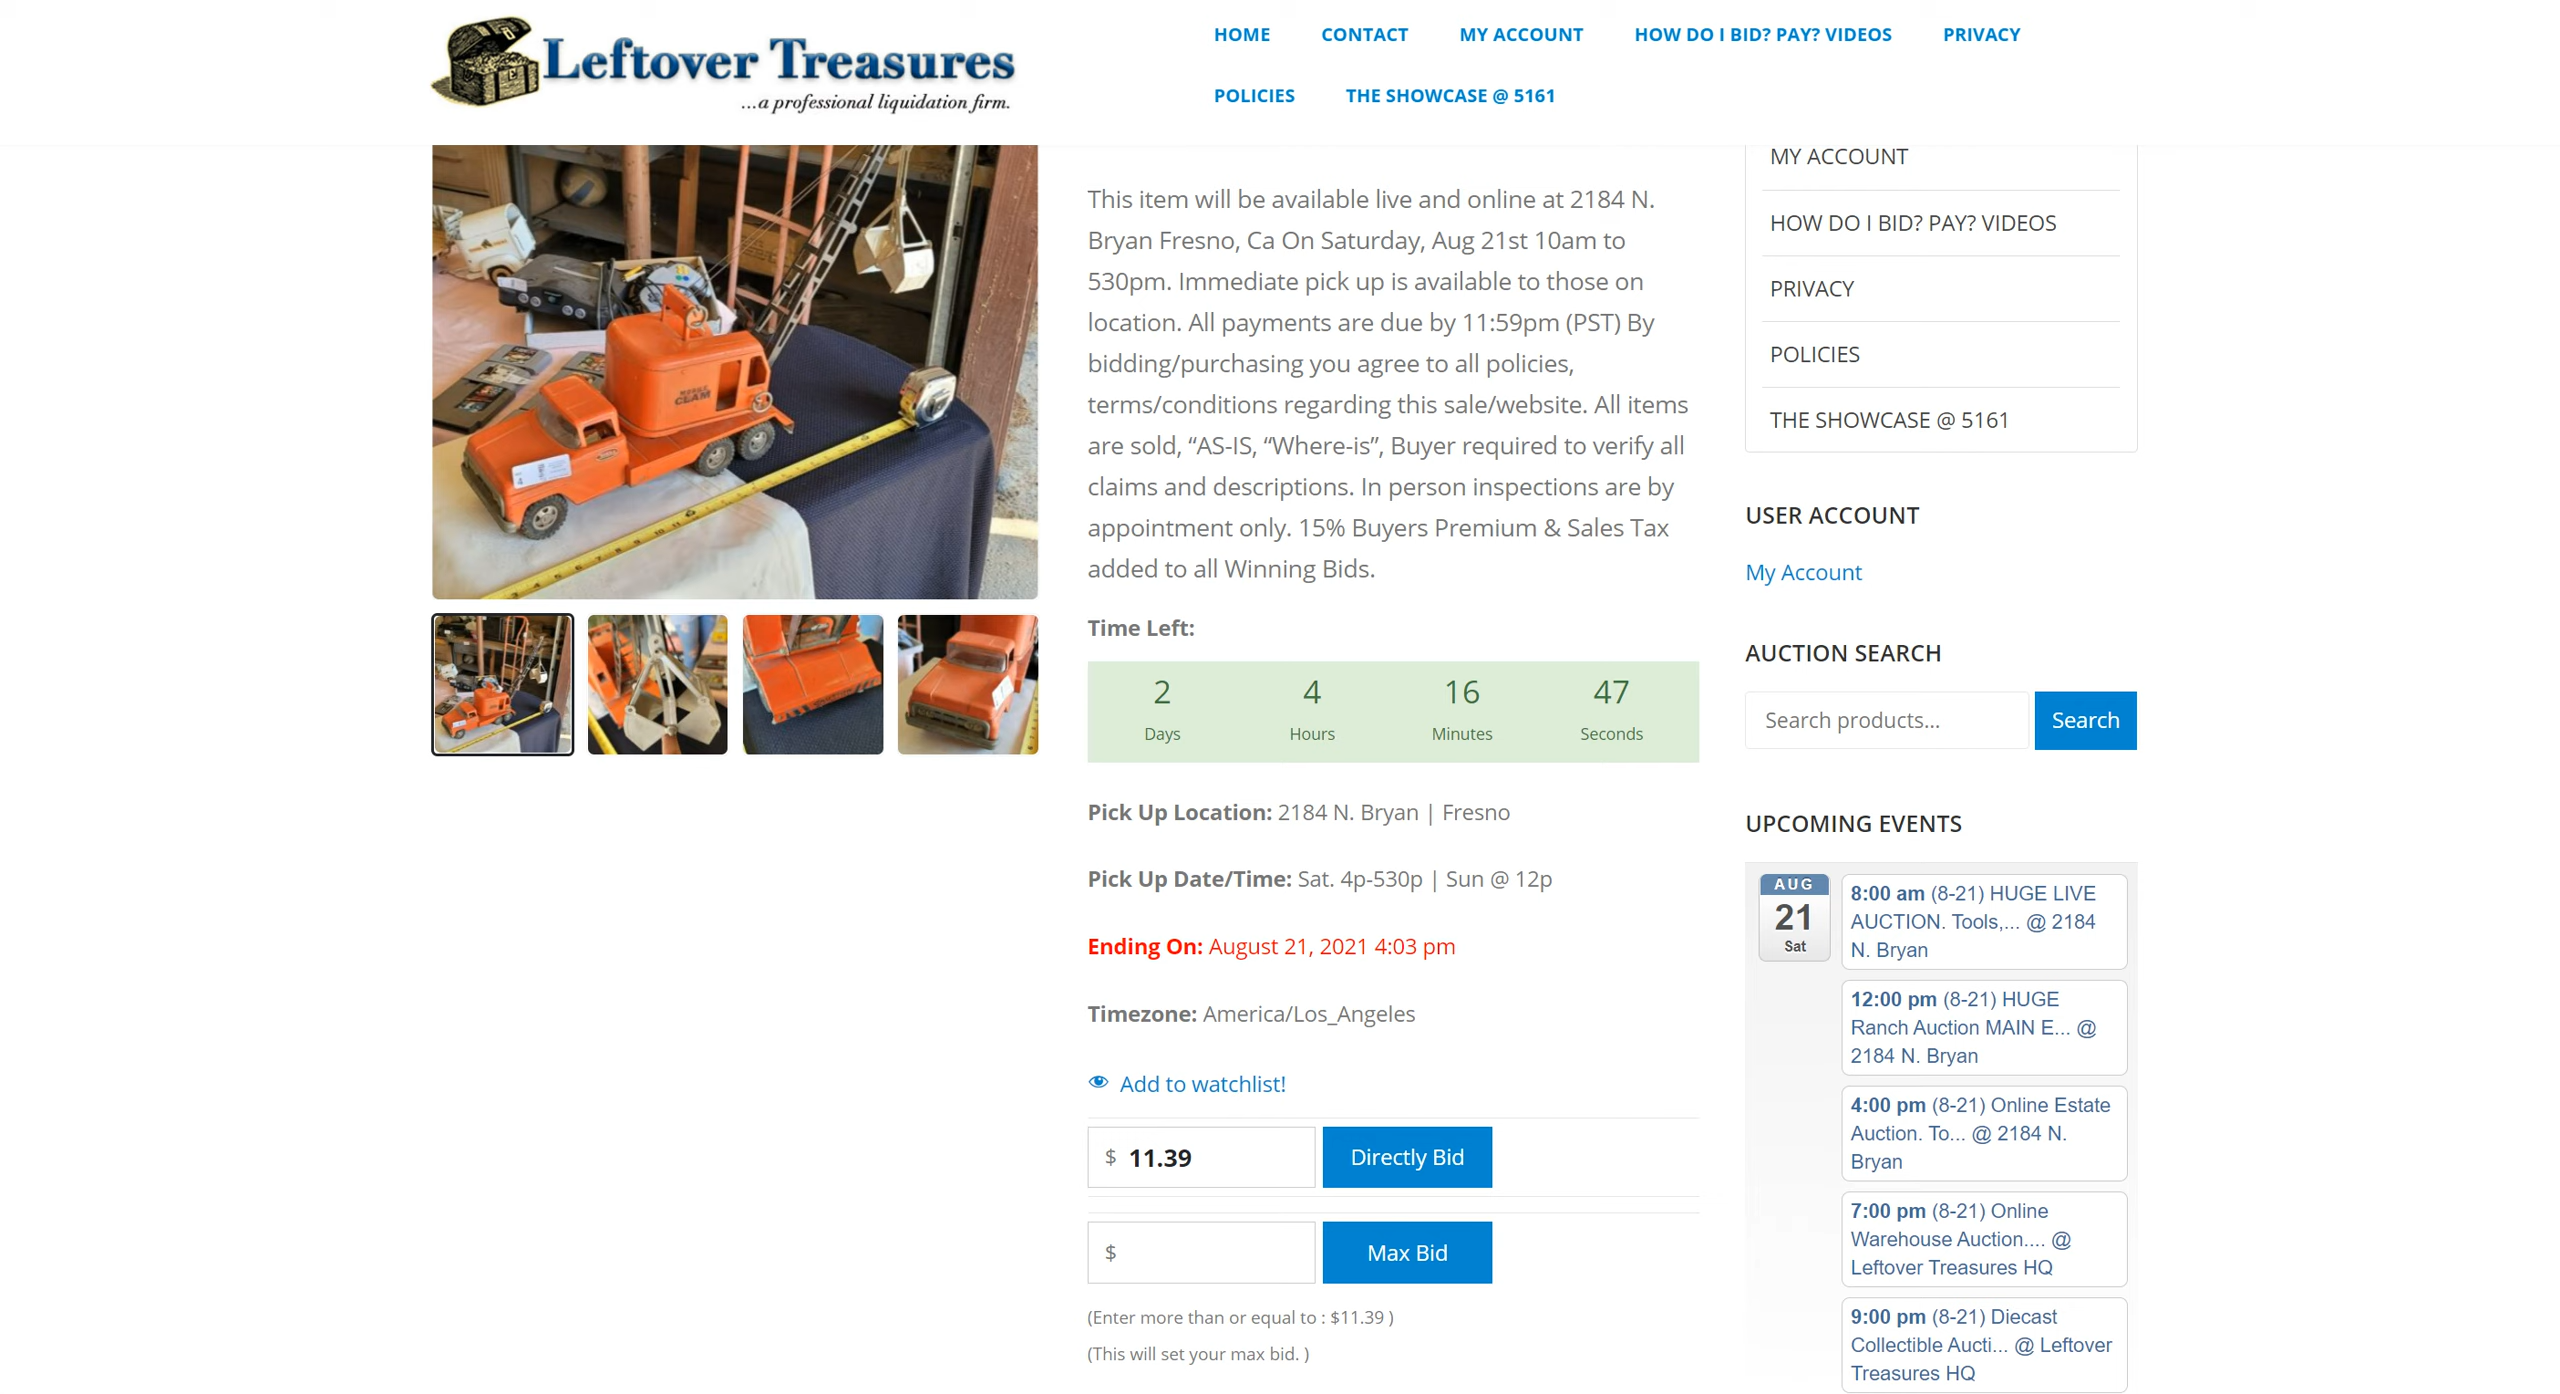 Leftover Treasures
...a professional liquidation firm.
HOME CONTACT MY ACCOUNT HOW DO I BID? PAY? VIDEOS PRIVACY
POLICIES THE SHOWCASE @ 5161
CLAM
This item will be available live and online at 2184 N.
Bryan Fresno, Ca On Saturday, Aug 21st 10am to
530pm. Immediate pick up is available to those on
location. All payments are due by 11:59pm (PST) By
bidding/purchasing you agree to all policies,
terms/conditions regarding this sale/website. All items
are sold, “AS-IS, “Where-is”, Buyer required to verify all
claims and descriptions. In person inspections are by
appointment only. 15% Buyers Premium & Sales Tax
added to all Winning Bids.
Time Left:
2 4 16 47
Days Hours Minutes Seconds
Pick Up Location: 2184 N. Bryan | Fresno
Pick Up Date/Time: Sat. 4p-530p | Sun @ 12p
Ending On: August 21, 2021 4:03 pm
Timezone: America/Los_Angeles
Add to watchlist!
$ 11.39 Directly Bid
$ Max Bid
(Enter more than or equal to : $11.39 )
(This will set your max bid. )
MY ACCOUNT
HOW DO I BID? PAY? VIDEOS
PRIVACY
POLICIES
THE SHOWCASE @ 5161
USER ACCOUNT
My Account
AUCTION SEARCH
Search products... Search
UPCOMING EVENTS
AUG
21
Sat
8:00 am (8-21) HUGE LIVE
AUCTION. Tools,... @ 2184
N. Bryan
12:00 pm (8-21) HUGE
Ranch Auction MAIN E... @
2184 N. Bryan
4:00 pm (8-21) Online Estate
Auction. To... @ 2184 N.
Bryan
7:00 pm (8-21) Online
Warehouse Auction.... @
Leftover Treasures HQ
9:00 pm (8-21) Diecast
Collectible Aucti... @ Leftover
Treasures HQ